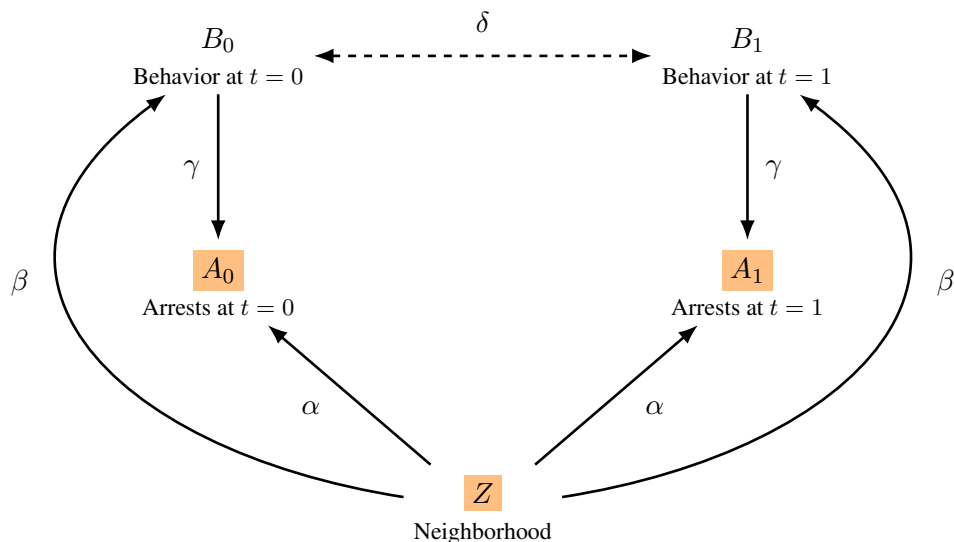 δ
B₀
B₁
Behavior at t = 0
Behavior at t = 1
γ
γ
A₀
A₁
β
β
Arrests at t = 0
Arrests at t = 1
α
α
Z
Neighborhood